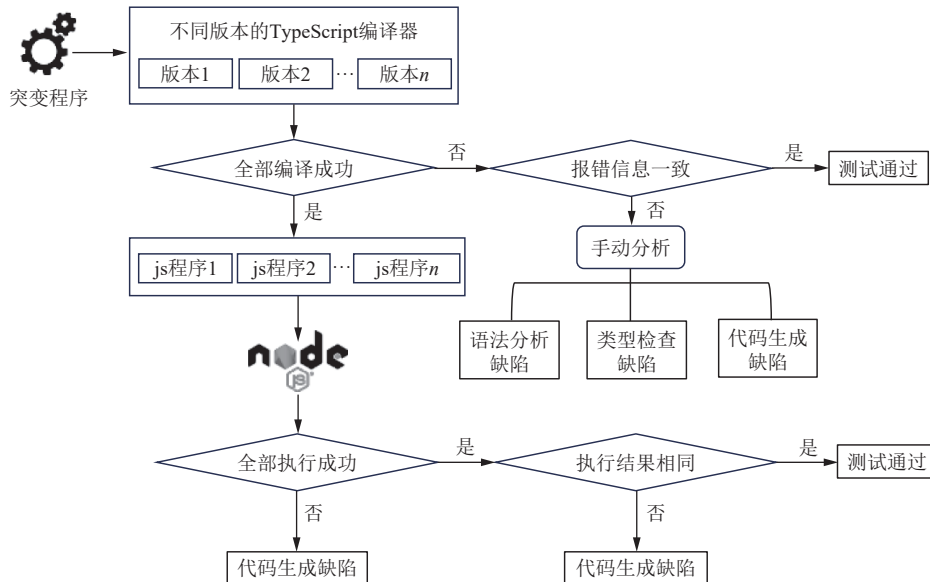 不同版本的TypeScript编译器
版本1 版本2 … 版本n
突变程序
全部编译成功
否
报错信息一致
是
测试通过
是
否
手动分析
js程序1 js程序2 … js程序n
语法分析
缺陷
类型检查
缺陷
代码生成
缺陷
node
js
全部执行成功
是
执行结果相同
是
测试通过
否
否
代码生成缺陷
代码生成缺陷